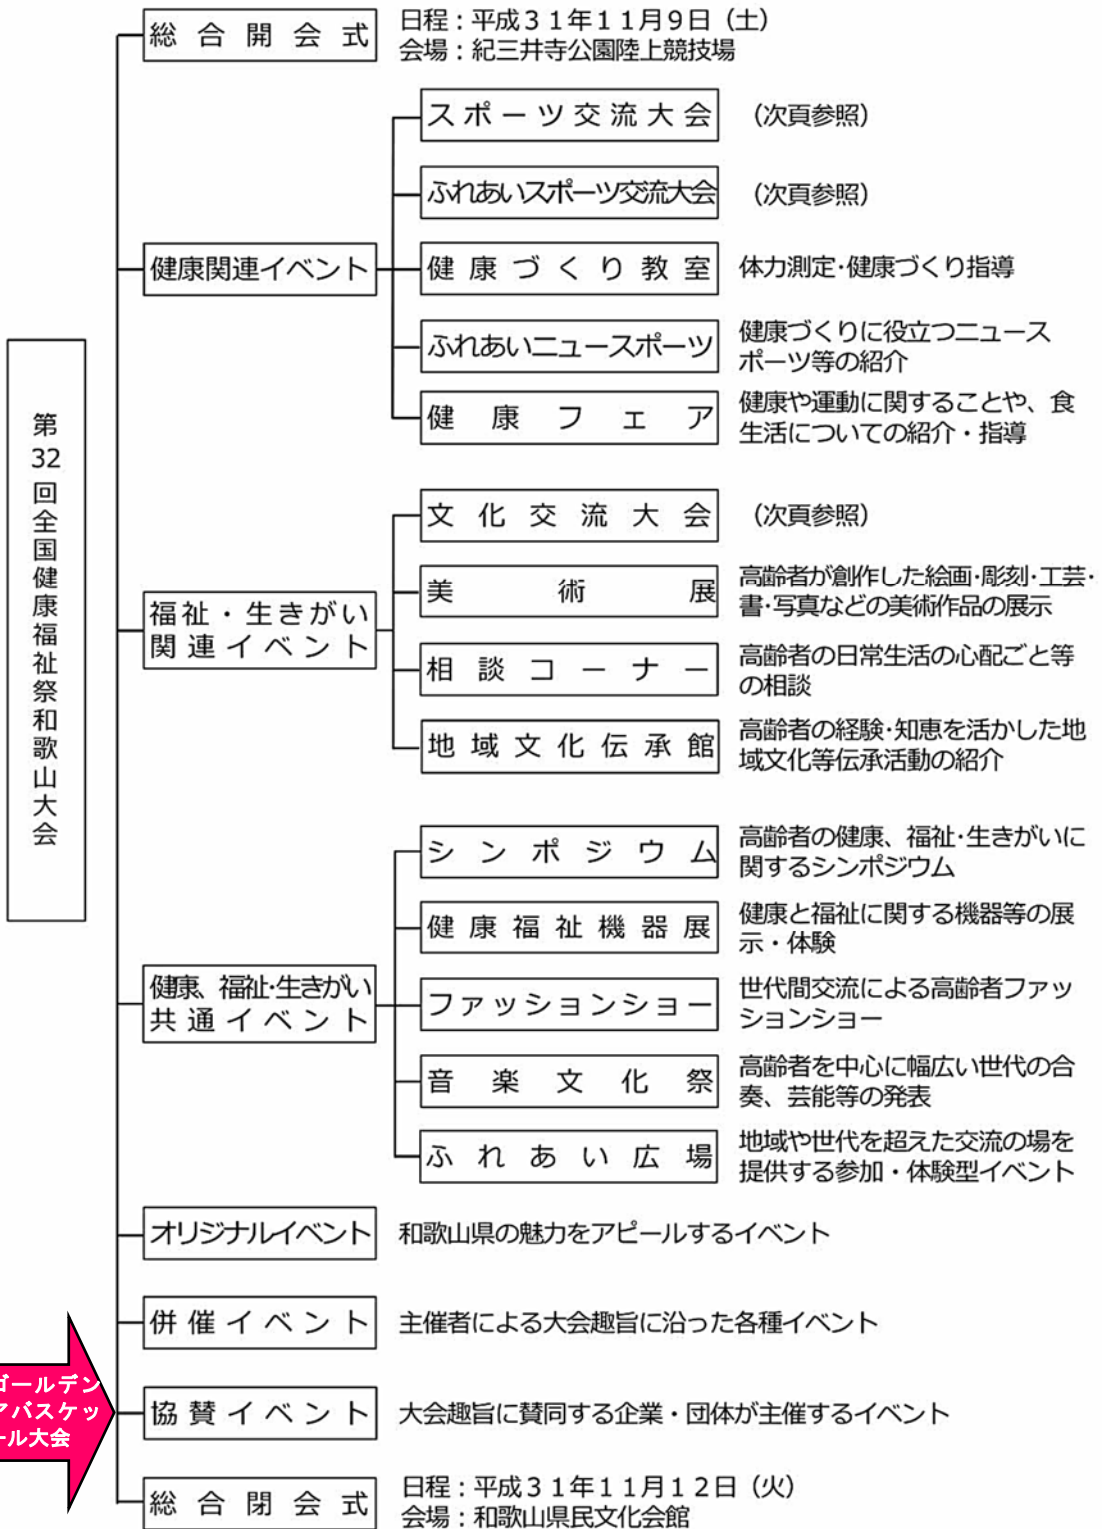 総合開会式
日程：平成３１年１１月９日（土）
会場：紀三井寺公園陸上競技場
スポーツ交流大会
（次頁参照）
ふれあいスポーツ交流大会
（次頁参照）
健康関連イベント
健康づくり教室
体力測定・健康づくり指導
ふれあいニュースポーツ
健康づくりに役立つニュース
ポーツ等の紹介
健康フェア
健康や運動に関することや、食
生活についての紹介・指導
第32回全国健康福祉祭和歌山大会
文化交流大会
（次頁参照）
美術展
高齢者が創作した絵画・彫刻・工芸・
書・写真などの美術作品の展示
福祉・生きがい
関連イベント
相談コーナー
高齢者の日常生活の心配ごと等
の相談
地域文化伝承館
高齢者の経験・知恵を活かした地
域文化等伝承活動の紹介
シンポジウム
高齢者の健康、福祉・生きがいに
関するシンポジウム
健康福祉機器展
健康と福祉に関する機器等の展
示・体験
健康、福祉・生きがい
共通イベント
ファッションショー
世代間交流による高齢者ファッ
ションショー
音楽文化祭
高齢者を中心に幅広い世代の合
奏、芸能等の発表
ふれあい広場
地域や世代を超えた交流の場を
提供する参加・体験型イベント
オリジナルイベント
和歌山県の魅力をアピールするイベント
併催イベント
主催者による大会趣旨に沿った各種イベント
ゴールデン
アバスケッ
ール大会
協賛イベント
大会趣旨に賛同する企業・団体が主催するイベント
総合閉会式
日程：平成３１年１１月１２日（火）
会場：和歌山県民文化会館